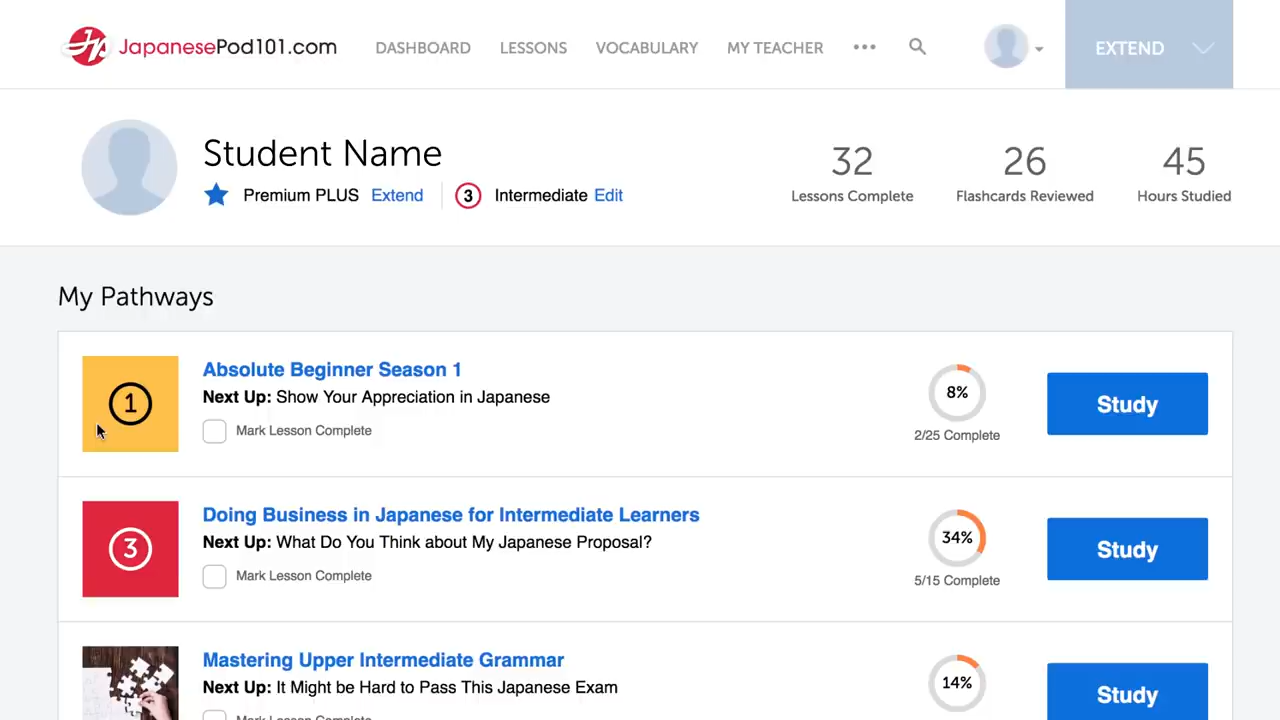 JapanesePod101.com
DASHBOARD LESSONS VOCABULARY MY TEACHER ••• EXTEND
Student Name
Premium PLUS Extend 3 Intermediate Edit
32 26 45
Lessons Complete Flashcards Reviewed Hours Studied
My Pathways
1
Absolute Beginner Season 1
Next Up: Show Your Appreciation in Japanese
Mark Lesson Complete
8%
2/25 Complete
Study
3
Doing Business in Japanese for Intermediate Learners
Next Up: What Do You Think about My Japanese Proposal?
Mark Lesson Complete
34%
5/15 Complete
Study
Mastering Upper Intermediate Grammar
Next Up: It Might be Hard to Pass This Japanese Exam
Mark Lesson Complete
14%
Study